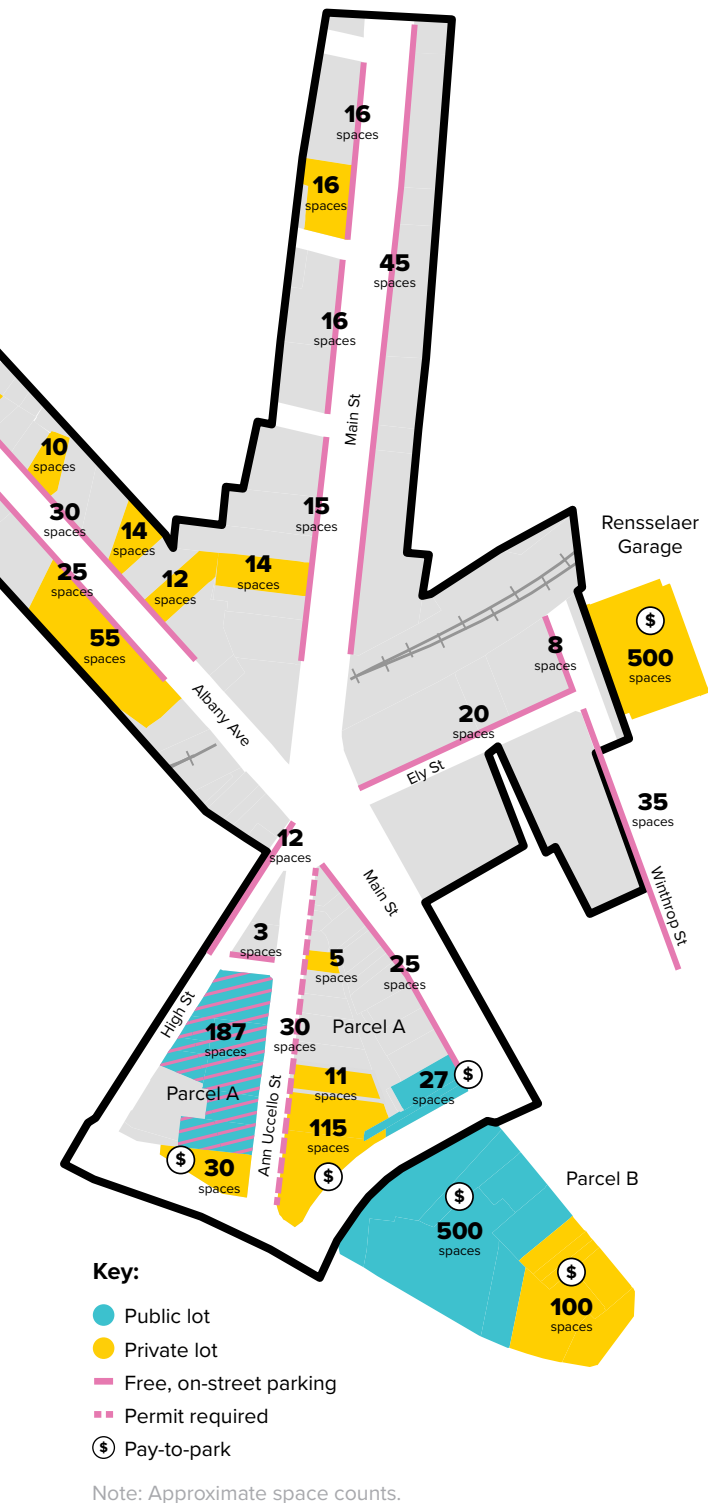 16
spaces
16
spaces
45
spaces
16
spaces
Main St
10
spaces
30
spaces
14
spaces
15
spaces
Rensselaer
Garage
25
spaces
12
spaces
14
spaces
55
spaces
$
500
spaces
8
spaces
Albany Ave
20
spaces
Ely St
35
spaces
12
spaces
Main St
Winthrop St
3
spaces
5
spaces
25
spaces
High St
187
spaces
30
spaces
Parcel A
Parcel A
11
spaces
27
spaces
$
Ann Uccello St
115
spaces
$
$
30
spaces
Parcel B
$
500
spaces
$
100
spaces
Key:
Public lot
Private lot
Free, on-street parking
Permit required
$ Pay-to-park
Note: Approximate space counts.